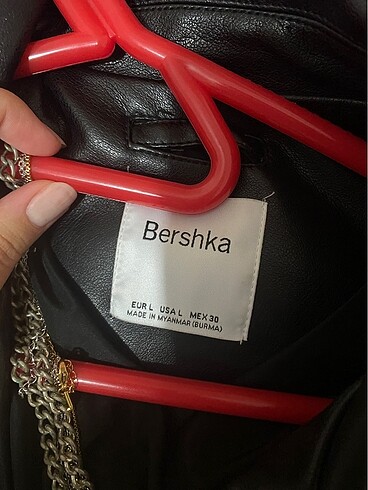 Bershka
EUR L USA L MEX 30
MADE IN MYANMAR (BURMA)